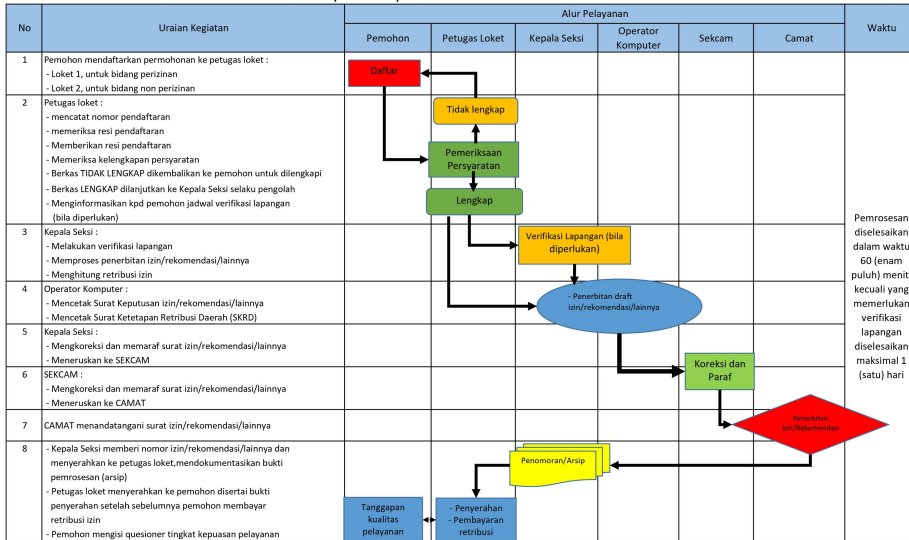 No
Uraian Kegiatan
Alur Pelayanan
Waktu
Pemohon
Petugas Loket
Kepala Seksi
Operator
Komputer
Sekcam
Camat
1
Pemohon mendaftarkan permohonan ke petugas loket :
- Loket 1, untuk bidang perizinan
- Loket 2, untuk bidang non perizinan
Daftar
2
Petugas loket :
- mencatat nomor pendaftaran
- memeriksa resi pendaftaran
- Memberikan resi pendaftaran
- Memeriksa kelengkapan persyaratan
- Berkas TIDAK LENGKAP dikembalikan ke pemohon untuk dilengkapi
- Berkas LENGKAP dilanjutkan ke Kepala Seksi selaku pengolah
- Menginformasikan kpd pemohon jadwal verifikasi lapangan
(bila diperlukan)
Tidak lengkap
Pemeriksaan
Persyaratan
Lengkap
3
Kepala Seksi :
- Melakukan verifikasi lapangan
- Memproses penerbitan izin/rekomendasi/lainnya
- Menghitung retribusi izin
Verifikasi Lapangan (bila
diperlukan)
4
Operator Komputer :
- Mencetak Surat Keputusan izin/rekomendasi/lainnya
- Mencetak Surat Ketetapan Retribusi Daerah (SKRD)
- Penerbitan draft
izin/rekomendasi/lainnya
5
Kepala Seksi :
- Mengkoreksi dan memaraf surat izin/rekomendasi/lainnya
- Meneruskan ke SEKCAM
Koreksi dan
Paraf
6
SEKCAM :
- Mengkoreksi dan memaraf surat izin/rekomendasi/lainnya
- Meneruskan ke CAMAT
7
CAMAT menandatangani surat izin/rekomendasi/lainnya
Penerbitan
Izin/Rekomendasi
8
- Kepala Seksi memberi nomor izin/rekomendasi/lainnya dan
menyerahkan ke petugas loket,mendokumentasikan bukti
pemrosesan (arsip)
- Petugas loket menyerahkan ke pemohon disertai bukti
penyerahan setelah sebelumnya pemohon membayar
retribusi izin
- Pemohon mengisi quesioner tingkat kepuasan pelayanan
Penomoran/Arsip
Tanggapan
kualitas
pelayanan
- Penyerahan
- Pembayaran
retribusi
Pemrosesan
diselesaikan
dalam waktu
60 (enam
puluh) menit
kecuali yang
memerlukan
verifikasi
lapangan
diselesaikan
maksimal 1
(satu) hari